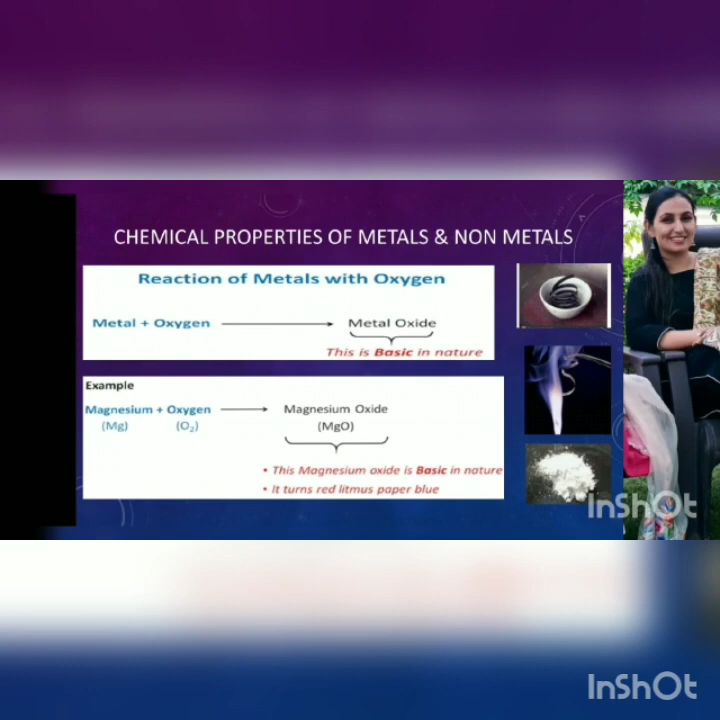 CHEMICAL PROPERTIES OF METALS & NON METALS
Reaction of Metals with Oxygen
Metal + Oxygen ⟶ Metal Oxide
This is Basic in nature
Example
Magnesium + Oxygen ⟶ Magnesium Oxide
(Mg) (O₂) (MgO)
• This Magnesium oxide is Basic in nature
• It turns red litmus paper blue
InShOt
InShOt